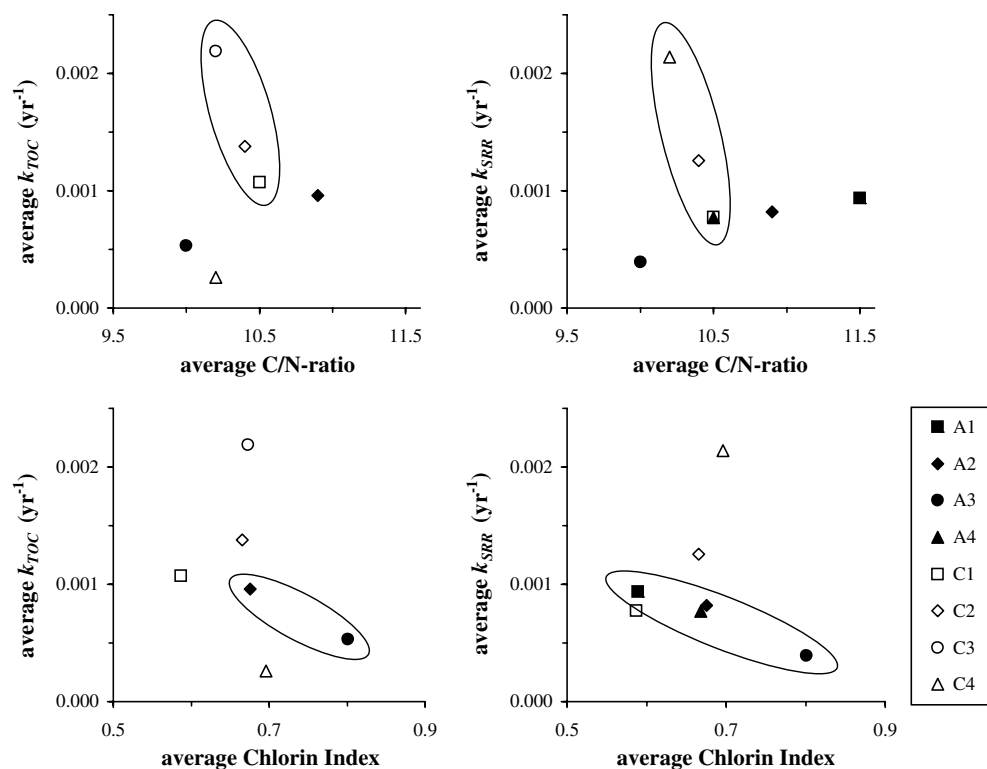 average k_TOC (yr⁻¹)
0.002
0.001
0.000
9.5 10.5 11.5
average C/N-ratio
average k_SRR (yr⁻¹)
0.002
0.001
0.000
9.5 10.5 11.5
average C/N-ratio
average k_TOC (yr⁻¹)
0.002
0.001
0.000
0.5 0.7 0.9
average Chlorin Index
average k_SRR (yr⁻¹)
0.002
0.001
0.000
0.5 0.7 0.9
average Chlorin Index
A1
A2
A3
A4
C1
C2
C3
C4